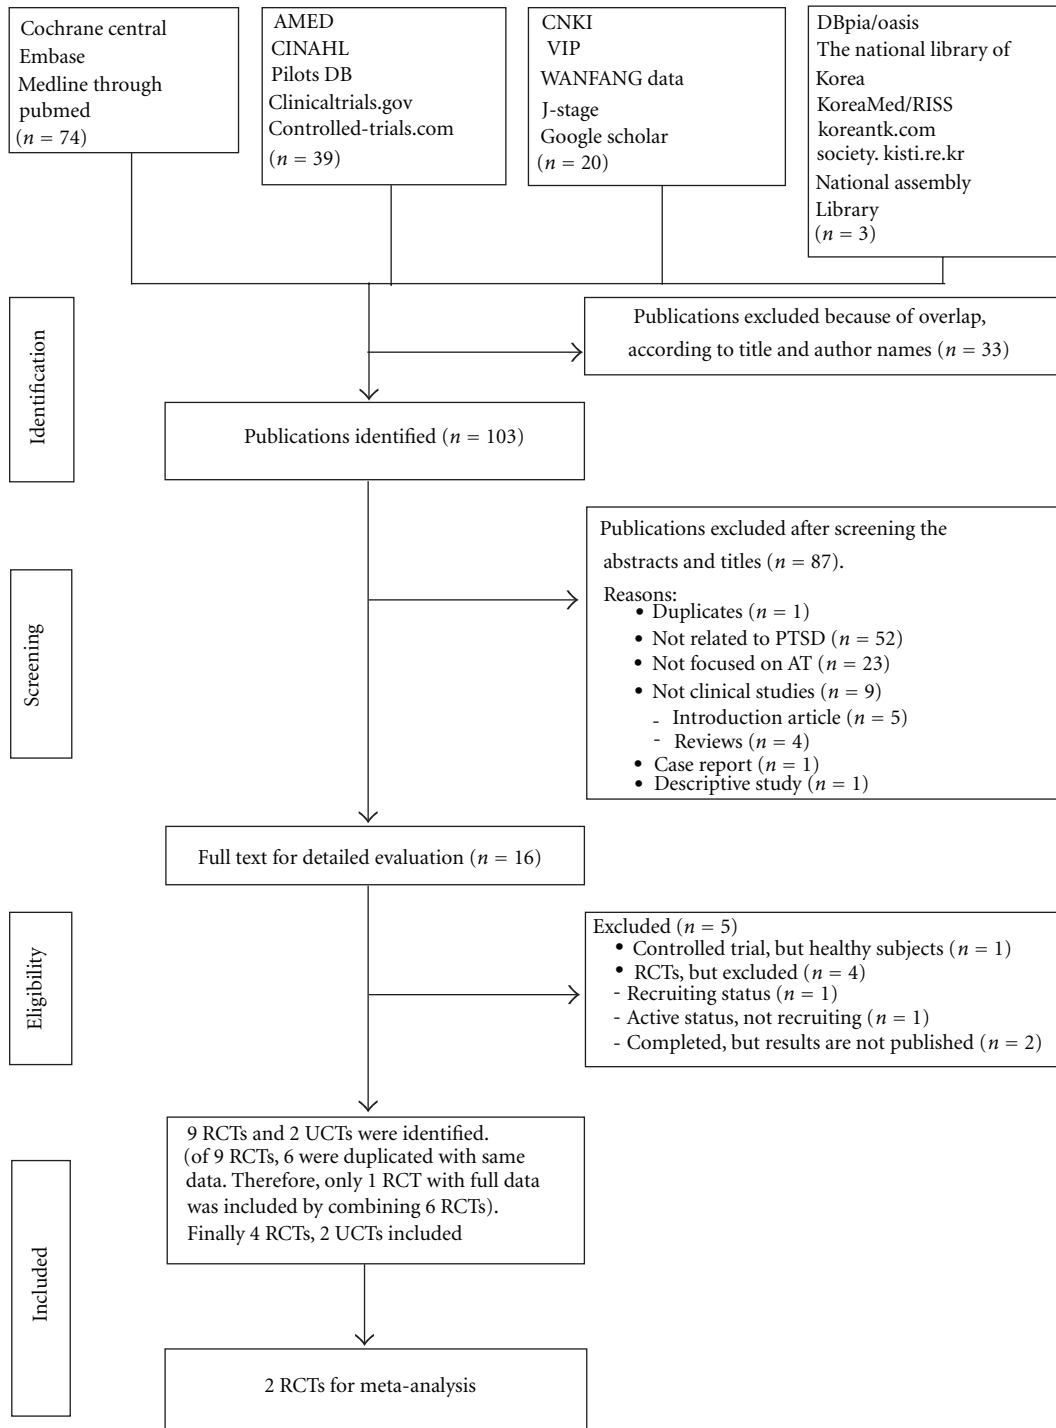 Cochrane central
Embase
Medline through
pubmed
(n = 74)
AMED
CINAHL
Pilots DB
Clinicaltrials.gov
Controlled-trials.com
(n = 39)
CNKI
VIP
WANFANG data
J-stage
Google scholar
(n = 20)
DBpia/oasis
The national library of
Korea
KoreaMed/RISS
koreantk.com
society. kisti.re.kr
National assembly
Library
(n = 3)
Identification
Publications excluded because of overlap,
according to title and author names (n = 33)
Publications identified (n = 103)
Screening
Publications excluded after screening the
abstracts and titles (n = 87).
Reasons:
• Duplicates (n = 1)
• Not related to PTSD (n = 52)
• Not focused on AT (n = 23)
• Not clinical studies (n = 9)
- Introduction article (n = 5)
- Reviews (n = 4)
• Case report (n = 1)
• Descriptive study (n = 1)
Full text for detailed evaluation (n = 16)
Eligibility
Excluded (n = 5)
• Controlled trial, but healthy subjects (n = 1)
• RCTs, but excluded (n = 4)
- Recruiting status (n = 1)
- Active status, not recruiting (n = 1)
- Completed, but results are not published (n = 2)
Included
9 RCTs and 2 UCTs were identified.
(of 9 RCTs, 6 were duplicated with same
data. Therefore, only 1 RCT with full data
was included by combining 6 RCTs).
Finally 4 RCTs, 2 UCTs included
2 RCTs for meta-analysis